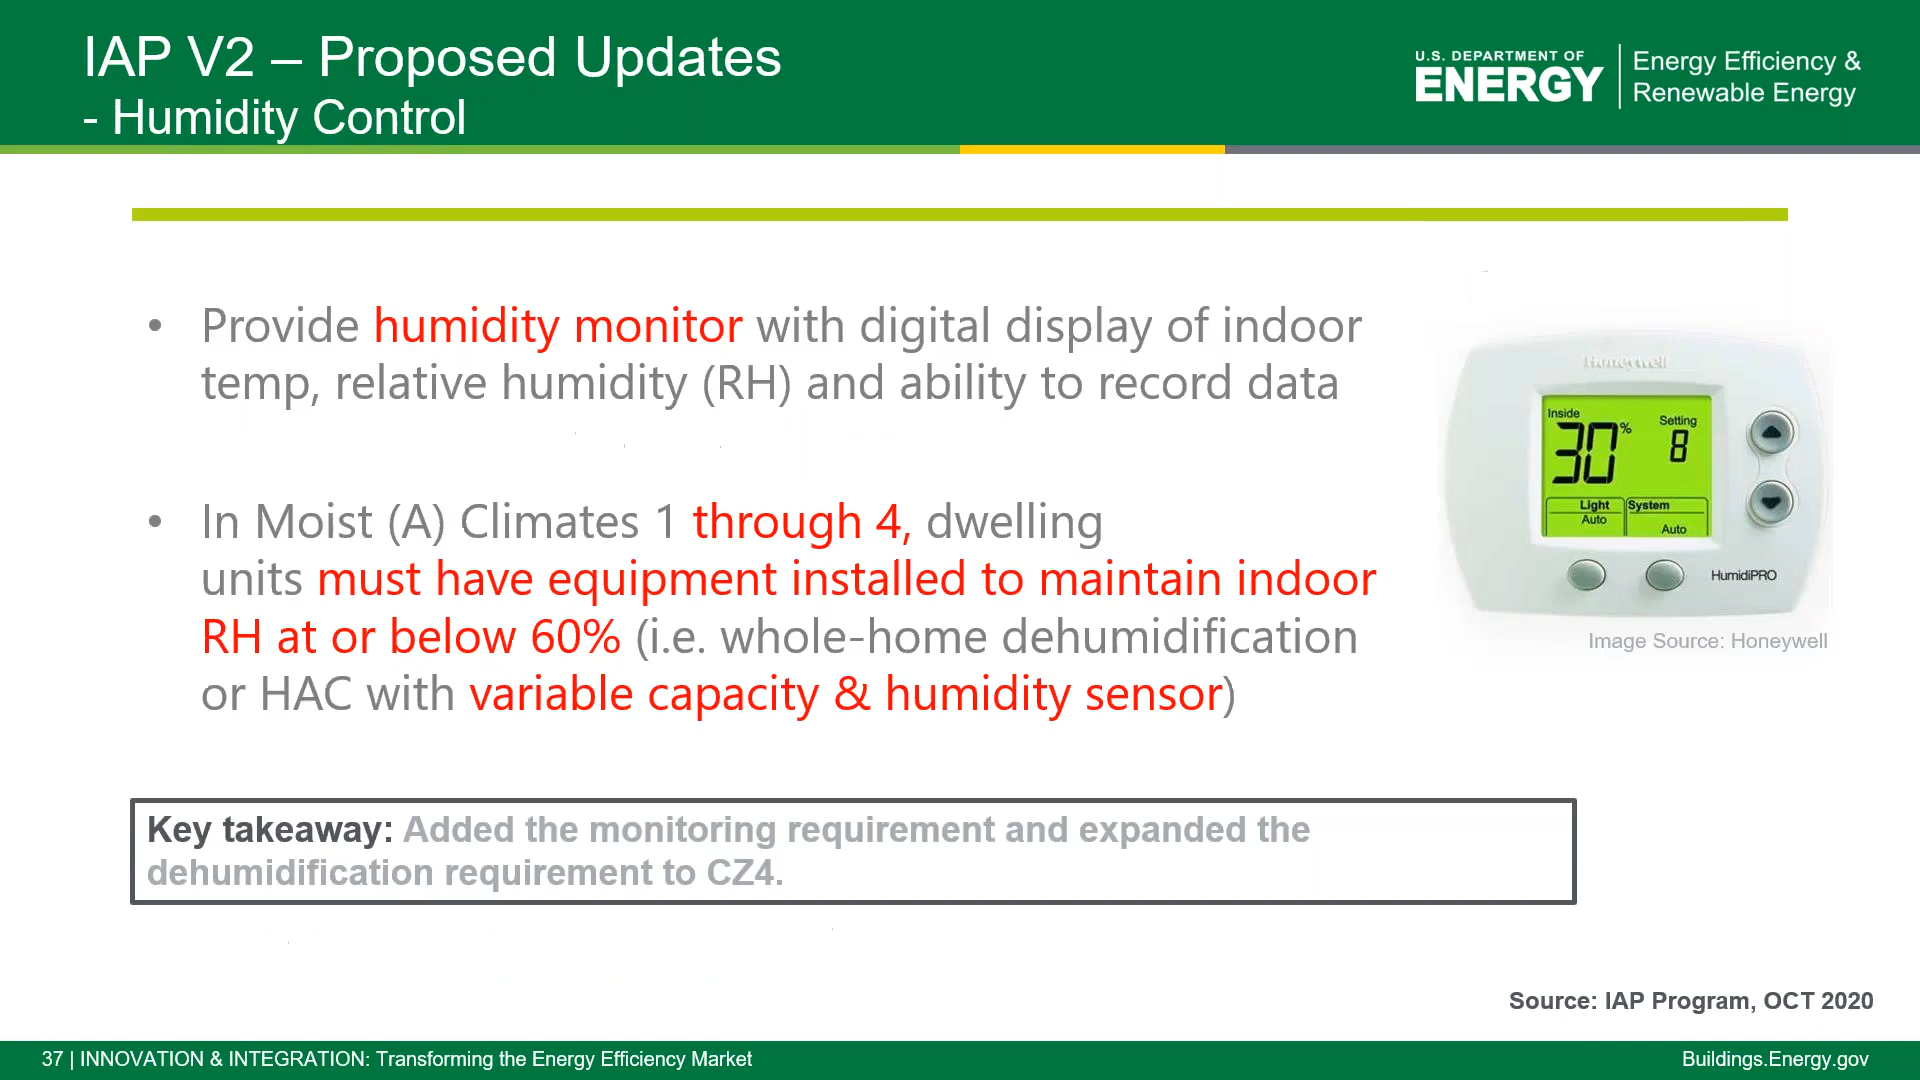 IAP V2 – Proposed Updates
- Humidity Control
U.S. DEPARTMENT OF
ENERGY
Energy Efficiency &
Renewable Energy
• Provide humidity monitor with digital display of indoor
temp, relative humidity (RH) and ability to record data
• In Moist (A) Climates 1 through 4, dwelling
units must have equipment installed to maintain indoor
RH at or below 60% (i.e. whole-home dehumidification
or HAC with variable capacity & humidity sensor)
Honeywell
Inside
30%
Setting
8
Light
Auto
System
Auto
HumidiPRO
Image Source: Honeywell
Key takeaway: Added the monitoring requirement and expanded the
dehumidification requirement to CZ4.
Source: IAP Program, OCT 2020
37 | INNOVATION & INTEGRATION: Transforming the Energy Efficiency Market
Buildings.Energy.gov